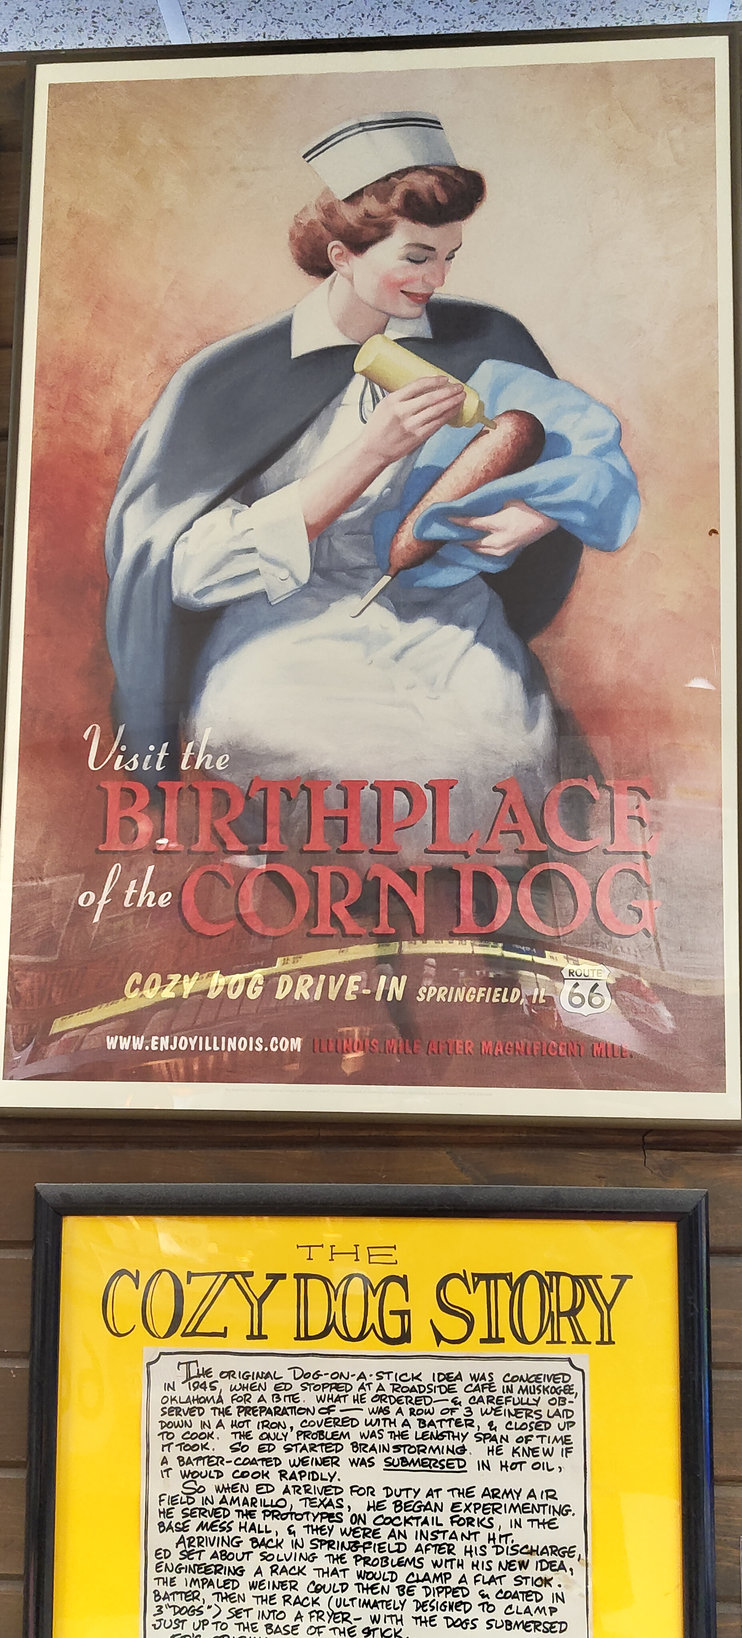 Visit the
BIRTHPLACE
of the CORN DOG
COZY DOG DRIVE-IN SPRINGFIELD, IL ROUTE 66
WWW.ENJOYILLINOIS.COM ILLINOIS.MILE AFTER MAGNIFICENT MILE.
THE
COZY DOG STORY
THE ORIGINAL DOG-ON-A-STICK IDEA WAS CONCEIVED
IN 1945, WHEN ED STOPPED AT A ROADSIDE CAFE IN MUSKOGEE,
OKLAHOMA FOR A BITE. WHAT HE ORDERED — & CAREFULLY OB-
SERVED THE PREPARATION OF — WAS A ROW OF 3 WEINERS LAID
DOWN IN A HOT IRON, COVERED WITH A BATTER, & CLOSED UP
TO COOK. THE ONLY PROBLEM WAS THE LENGTHY SPAN OF TIME
IT TOOK. SO ED STARTED BRAINSTORMING. HE KNEW IF
A BATTER-COATED WEINER WAS SUBMERSED IN HOT OIL,
IT WOULD COOK RAPIDLY.
SO WHEN ED ARRIVED FOR DUTY AT THE ARMY AIR
FIELD IN AMARILLO, TEXAS, HE BEGAN EXPERIMENTING.
HE SERVED THE PROTOTYPES ON COCKTAIL FORKS, IN THE
BASE MESS HALL, & THEY WERE AN INSTANT HIT.
ARRIVING BACK IN SPRINGFIELD AFTER HIS DISCHARGE,
ED SET ABOUT SOLVING THE PROBLEMS WITH HIS NEW IDEA,
ENGINEERING A RACK THAT WOULD CLAMP A FLAT STICK.
THE IMPALED WEINER COULD THEN BE DIPPED & COATED IN
BATTER, THEN THE RACK (ULTIMATELY DESIGNED TO CLAMP
3 "DOGS") SET INTO A FRYER — WITH THE DOGS SUBMERSED
JUST UP TO THE BASE OF THE STICK.